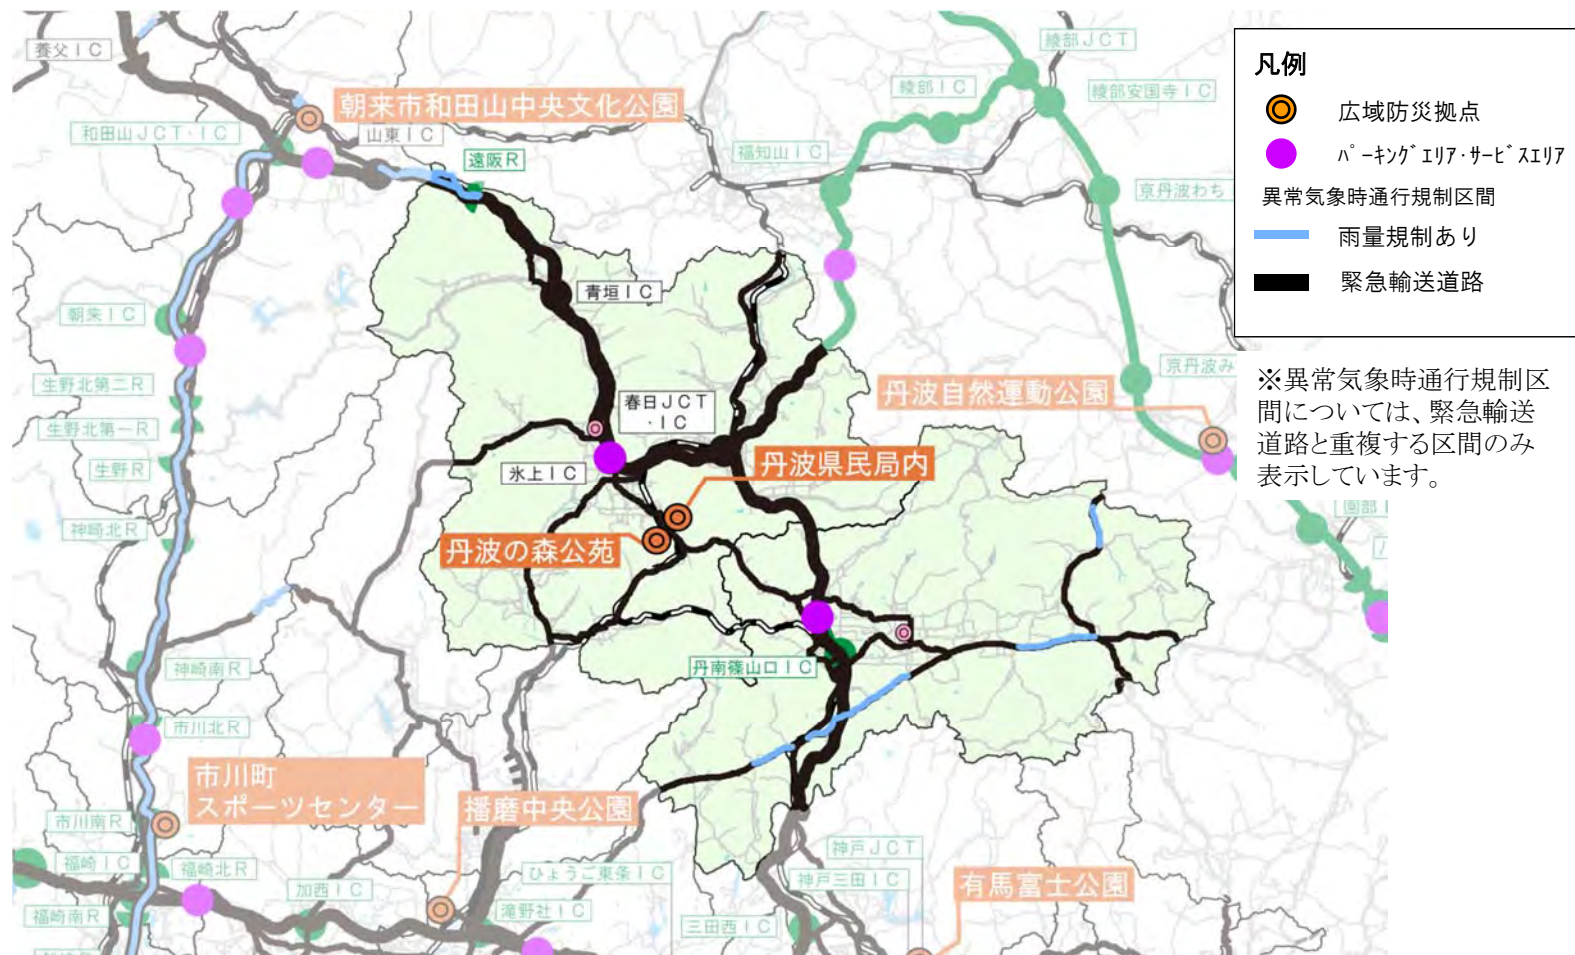 養父IC
朝来市和田山中央文化公園
和田山JCT・IC
山東IC
遠阪R
綾部JCT
綾部IC
綾部安国寺IC
福知山IC
京丹波わち
凡例
広域防災拠点
パーキングエリア・サービスエリア
異常気象時通行規制区間
雨量規制あり
緊急輸送道路
※異常気象時通行規制区
間については、緊急輸送
道路と重複する区間のみ
表示しています。
青垣IC
朝来IC
生野北第二R
生野北第一R
生野R
神崎北R
春日JCT
・IC
京丹波み
丹波自然運動公園
丹波県民局内
氷上IC
丹波の森公苑
園部I
神崎南R
丹南篠山口IC
市川北R
市川町
スポーツセンター
播磨中央公園
市川南R
福崎IC
福崎北R
福崎南R
加西IC
ひょうご東条IC
滝野社IC
神戸JCT
神戸三田IC
三田西IC
有馬富士公園